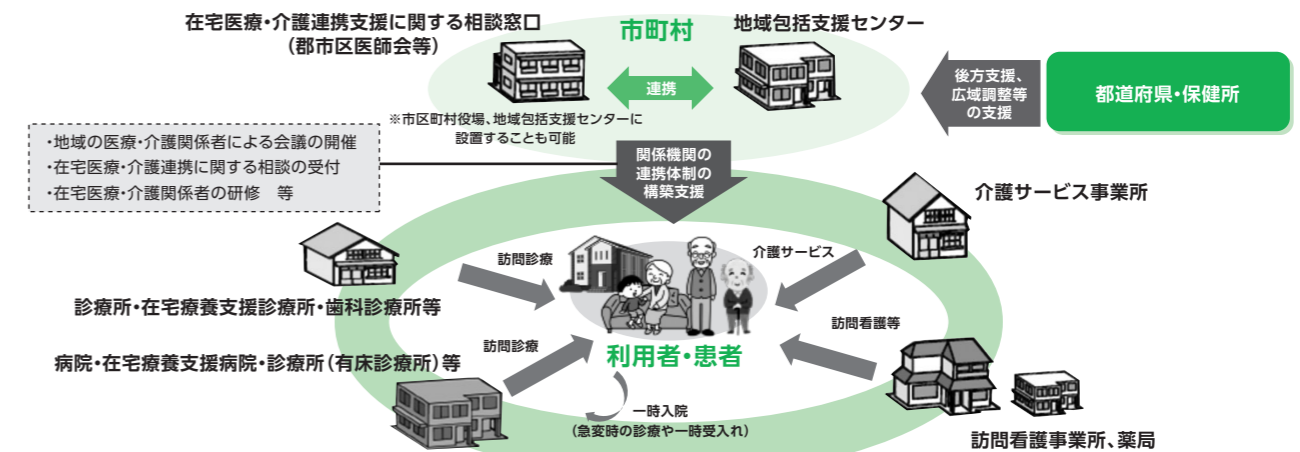 在宅医療・介護連携支援に関する相談窓口
(郡市区医師会等)
市町村
地域包括支援センター
連携
※市区町村役場、地域包括支援センターに
設置することも可能
後方支援、
広域調整等
の支援
都道府県・保健所
・地域の医療・介護関係者による会議の開催
・在宅医療・介護連携に関する相談の受付
・在宅医療・介護関係者の研修　等
関係機関の
連携体制の
構築支援
介護サービス事業所
訪問診療
介護サービス
診療所・在宅療養支援診療所・歯科診療所等
訪問看護等
病院・在宅療養支援病院・診療所(有床診療所)等
訪問診療
利用者・患者
一時入院
(急変時の診療や一時受入れ)
訪問看護事業所、薬局